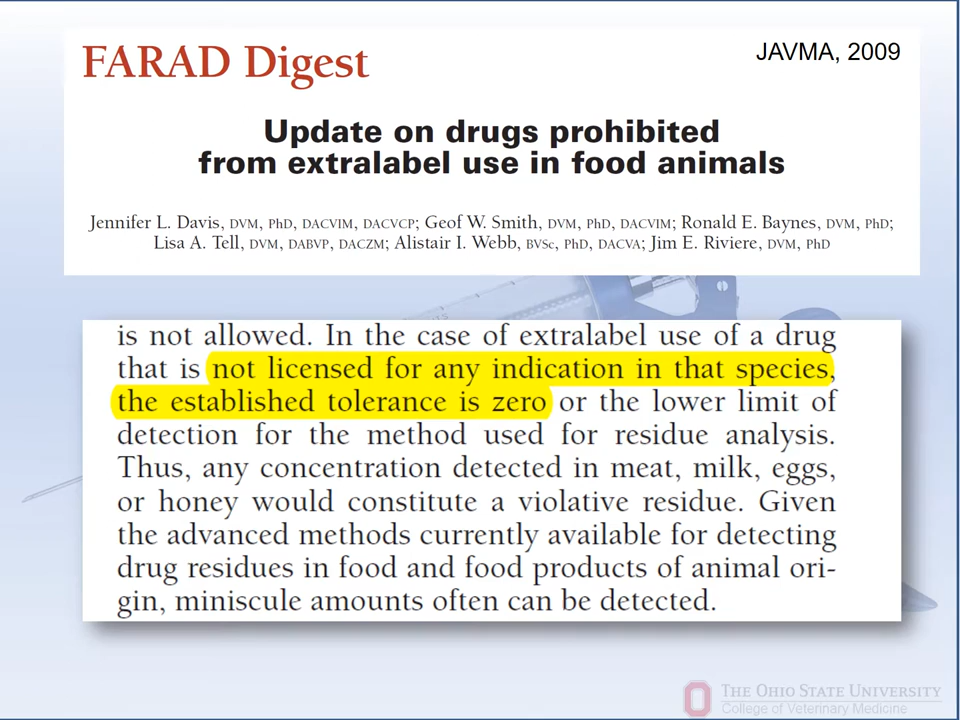 FARAD Digest
JAVMA, 2009
Update on drugs prohibited
from extralabel use in food animals
Jennifer L. Davis, DVM, PhD, DACVIM, DACVCP; Geof W. Smith, DVM, PhD, DACVIM; Ronald E. Baynes, DVM, PhD;
Lisa A. Tell, DVM, DABVP, DACZM; Alistair I. Webb, BVSc, PhD, DACVA; Jim E. Riviere, DVM, PhD
is not allowed. In the case of extralabel use of a drug
that is not licensed for any indication in that species,
the established tolerance is zero or the lower limit of
detection for the method used for residue analysis.
Thus, any concentration detected in meat, milk, eggs,
or honey would constitute a violative residue. Given
the advanced methods currently available for detecting
drug residues in food and food products of animal ori-
gin, miniscule amounts often can be detected.
THE OHIO STATE UNIVERSITY
College of Veterinary Medicine